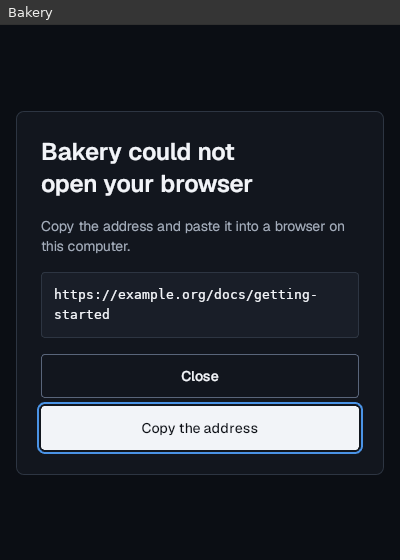 Bakery
Bakery could not
open your browser
Copy the address and paste it into a browser on
this computer.
https://example.org/docs/getting-
started
Close
Copy the address